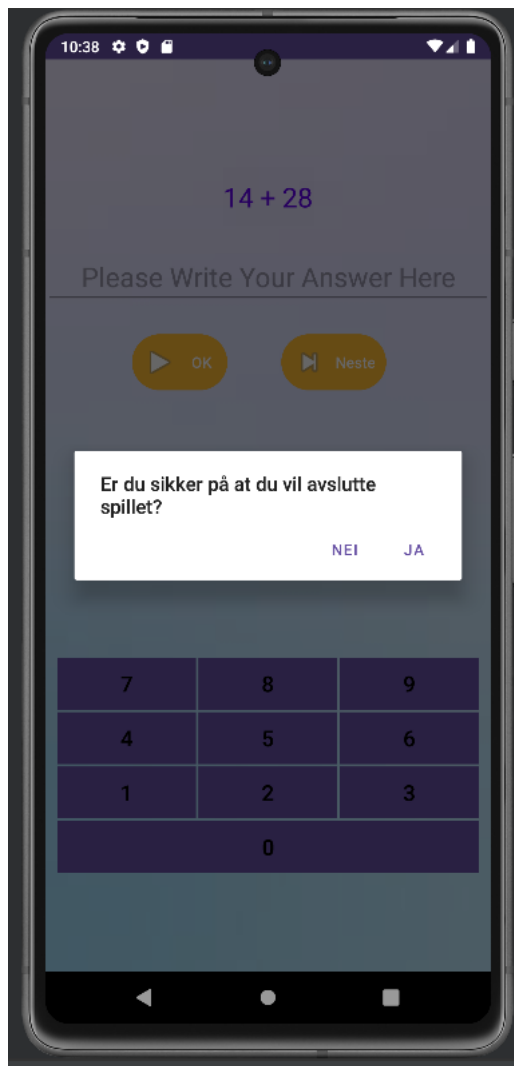 10:38
14 + 28
Please Write Your Answer Here
OK Neste
Er du sikker på at du vil avslutte
spillet?
NEI JA
7 8 9
4 5 6
1 2 3
0